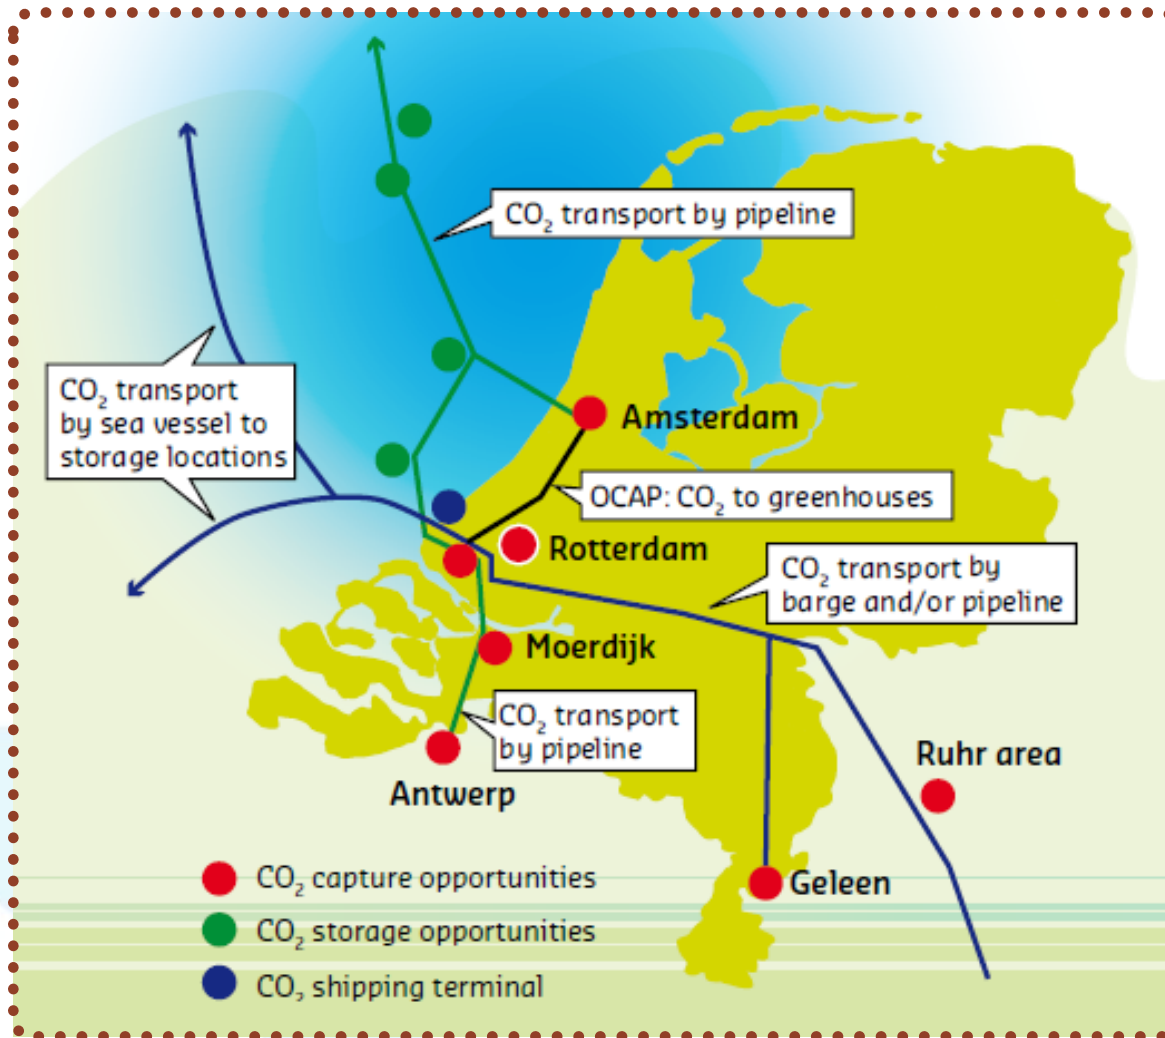 CO₂ transport by pipeline
CO₂ transport
by sea vessel to
storage locations
Amsterdam
OCAP: CO₂ to greenhouses
Rotterdam
CO₂ transport by
barge and/or pipeline
Moerdijk
CO₂ transport
by pipeline
Ruhr area
Antwerp
Geleen
CO₂ capture opportunities
CO₂ storage opportunities
CO₂ shipping terminal